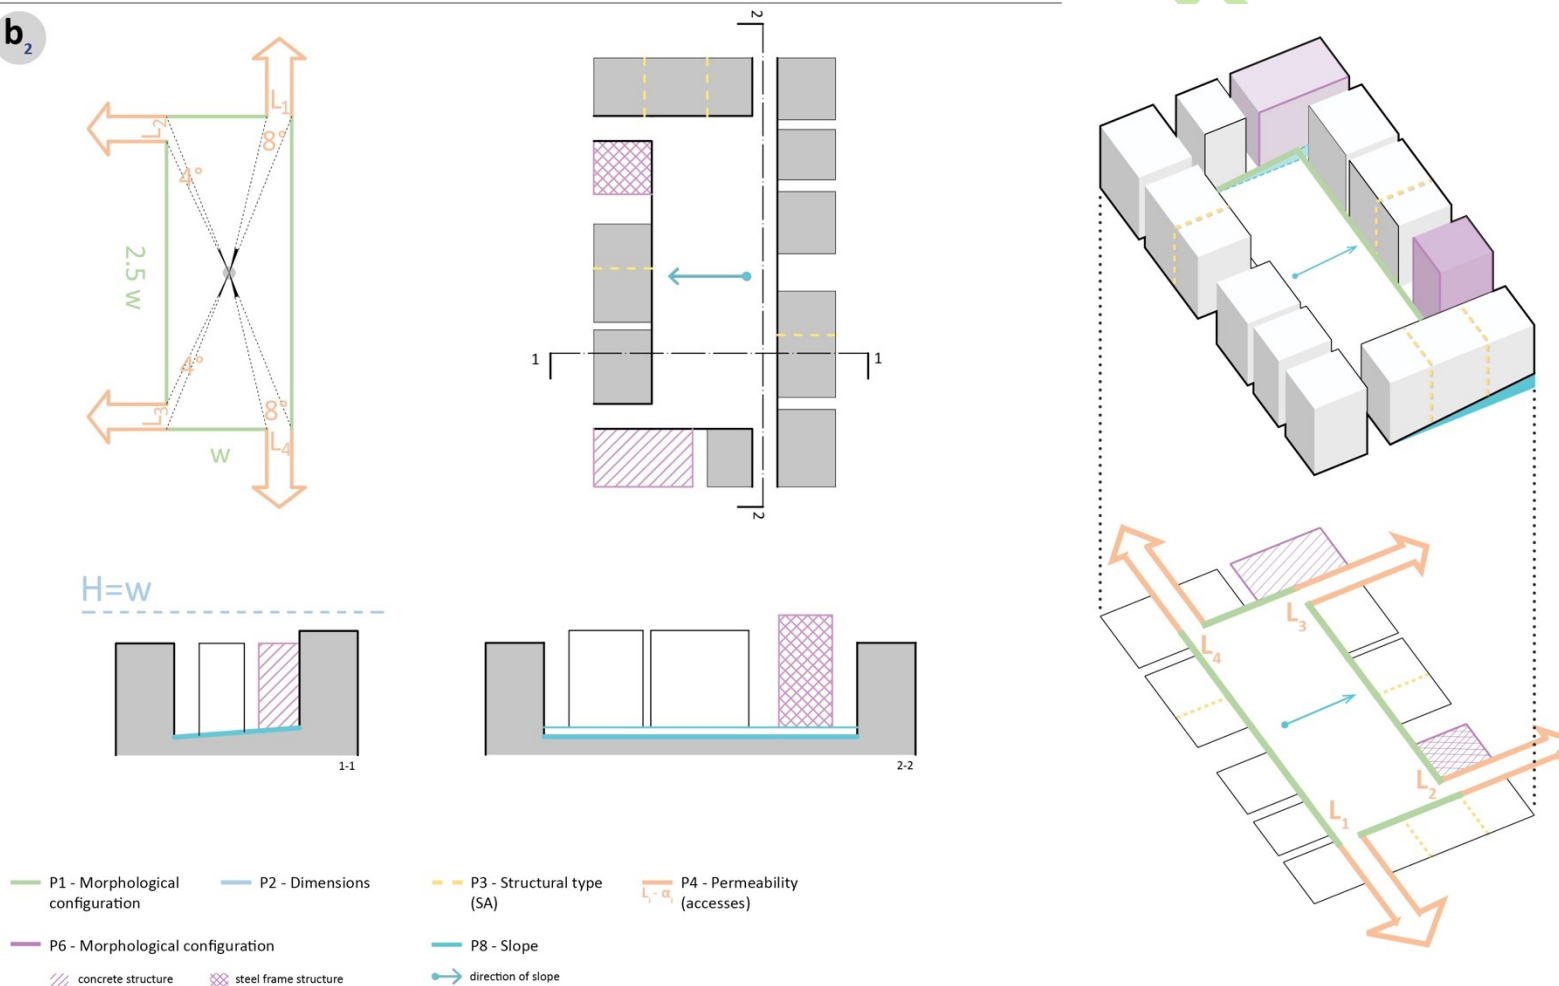 b2
L1
L2
8°
4°
2.5 w
4°
8°
L3
L4
w
2
1
1
2
H=w
1-1
2-2
L3
L4
L2
L1
P1 - Morphological
configuration
P2 - Dimensions
P3 - Structural type
(SA)
Li - αi
P4 - Permeability
(accesses)
P6 - Morphological configuration
P8 - Slope
concrete structure
steel frame structure
direction of slope